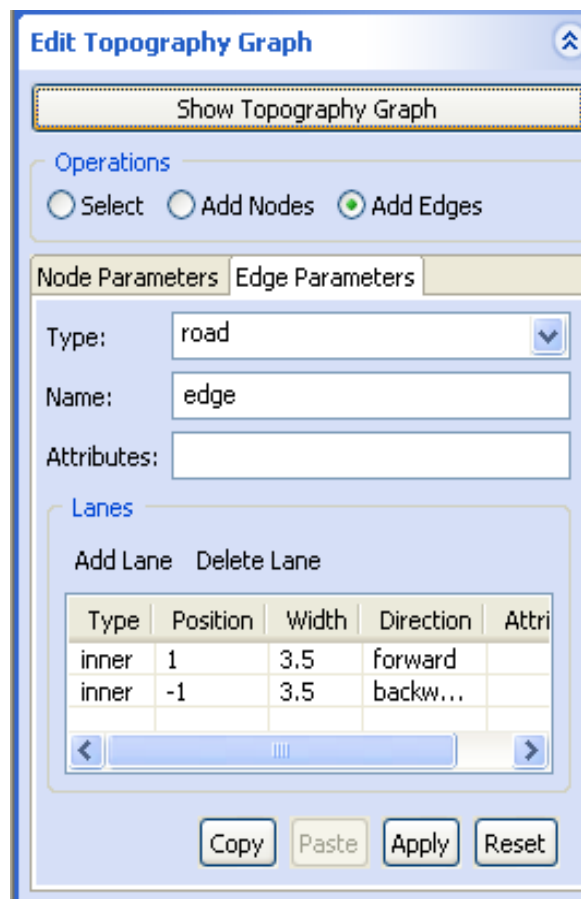 Edit Topography Graph
Show Topography Graph
Operations
Select Add Nodes Add Edges
Node Parameters Edge Parameters
Type: road
Name: edge
Attributes:
Lanes
Add Lane Delete Lane
Type Position Width Direction Attri
inner 1 3.5 forward
inner -1 3.5 backw...
Copy Paste Apply Reset